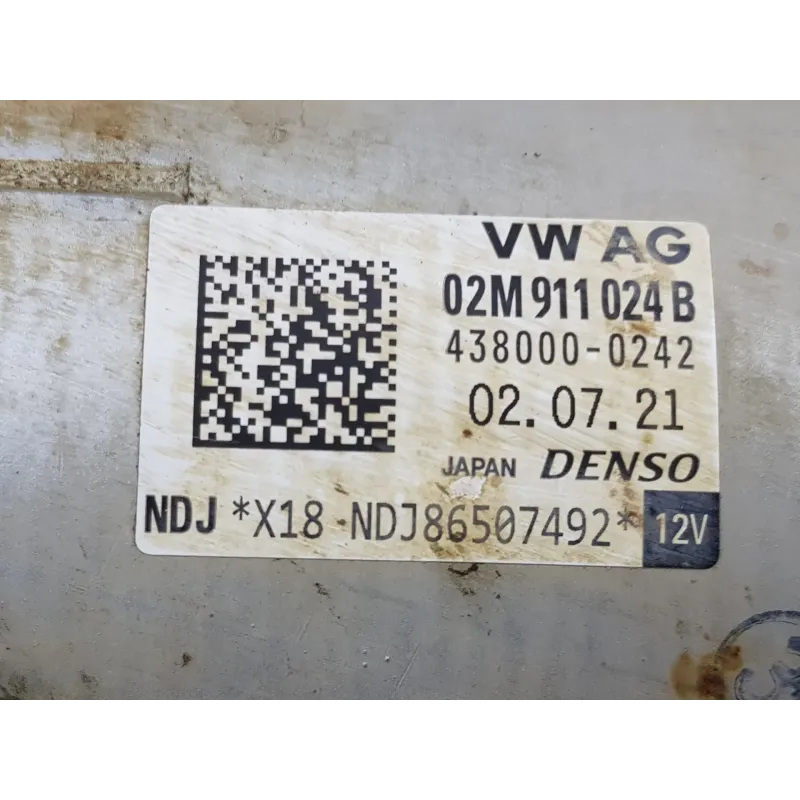 VW AG
02M 911 024 B
438000-0242
02.07.21
JAPAN DENSO
NDJ *X18 NDJ86507492* 12V